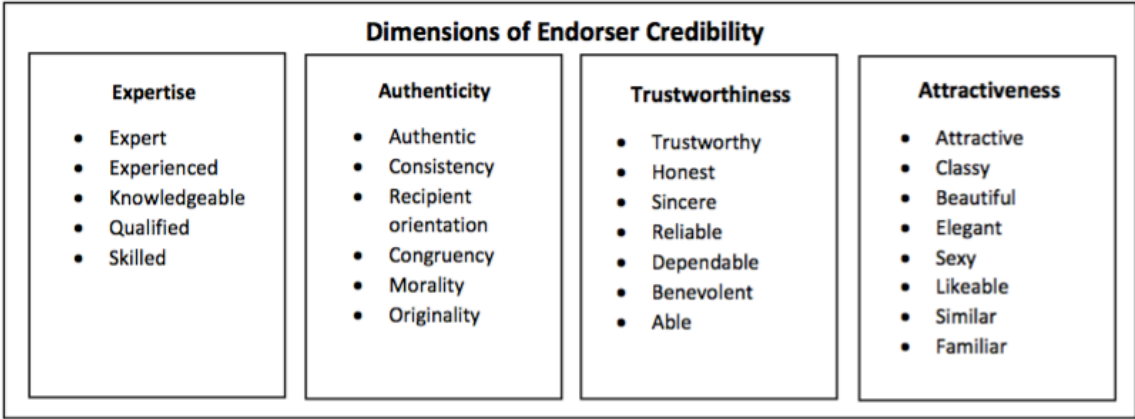 Dimensions of Endorser Credibility
Expertise
• Expert
• Experienced
• Knowledgeable
• Qualified
• Skilled
Authenticity
• Authentic
• Consistency
• Recipient
orientation
• Congruency
• Morality
• Originality
Trustworthiness
• Trustworthy
• Honest
• Sincere
• Reliable
• Dependable
• Benevolent
• Able
Attractiveness
• Attractive
• Classy
• Beautiful
• Elegant
• Sexy
• Likeable
• Similar
• Familiar